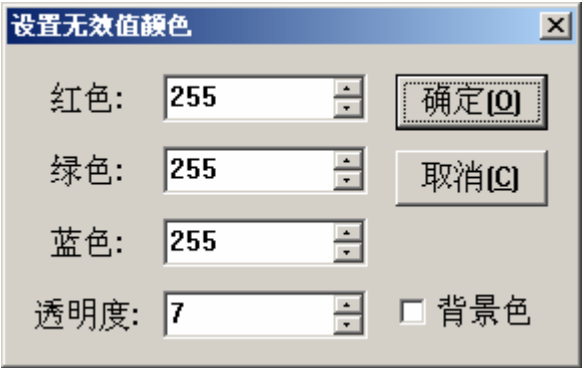 设置无效值颜色
红色: 255 确定(O)
绿色: 255 取消(C)
蓝色: 255
透明度: 7 背景色